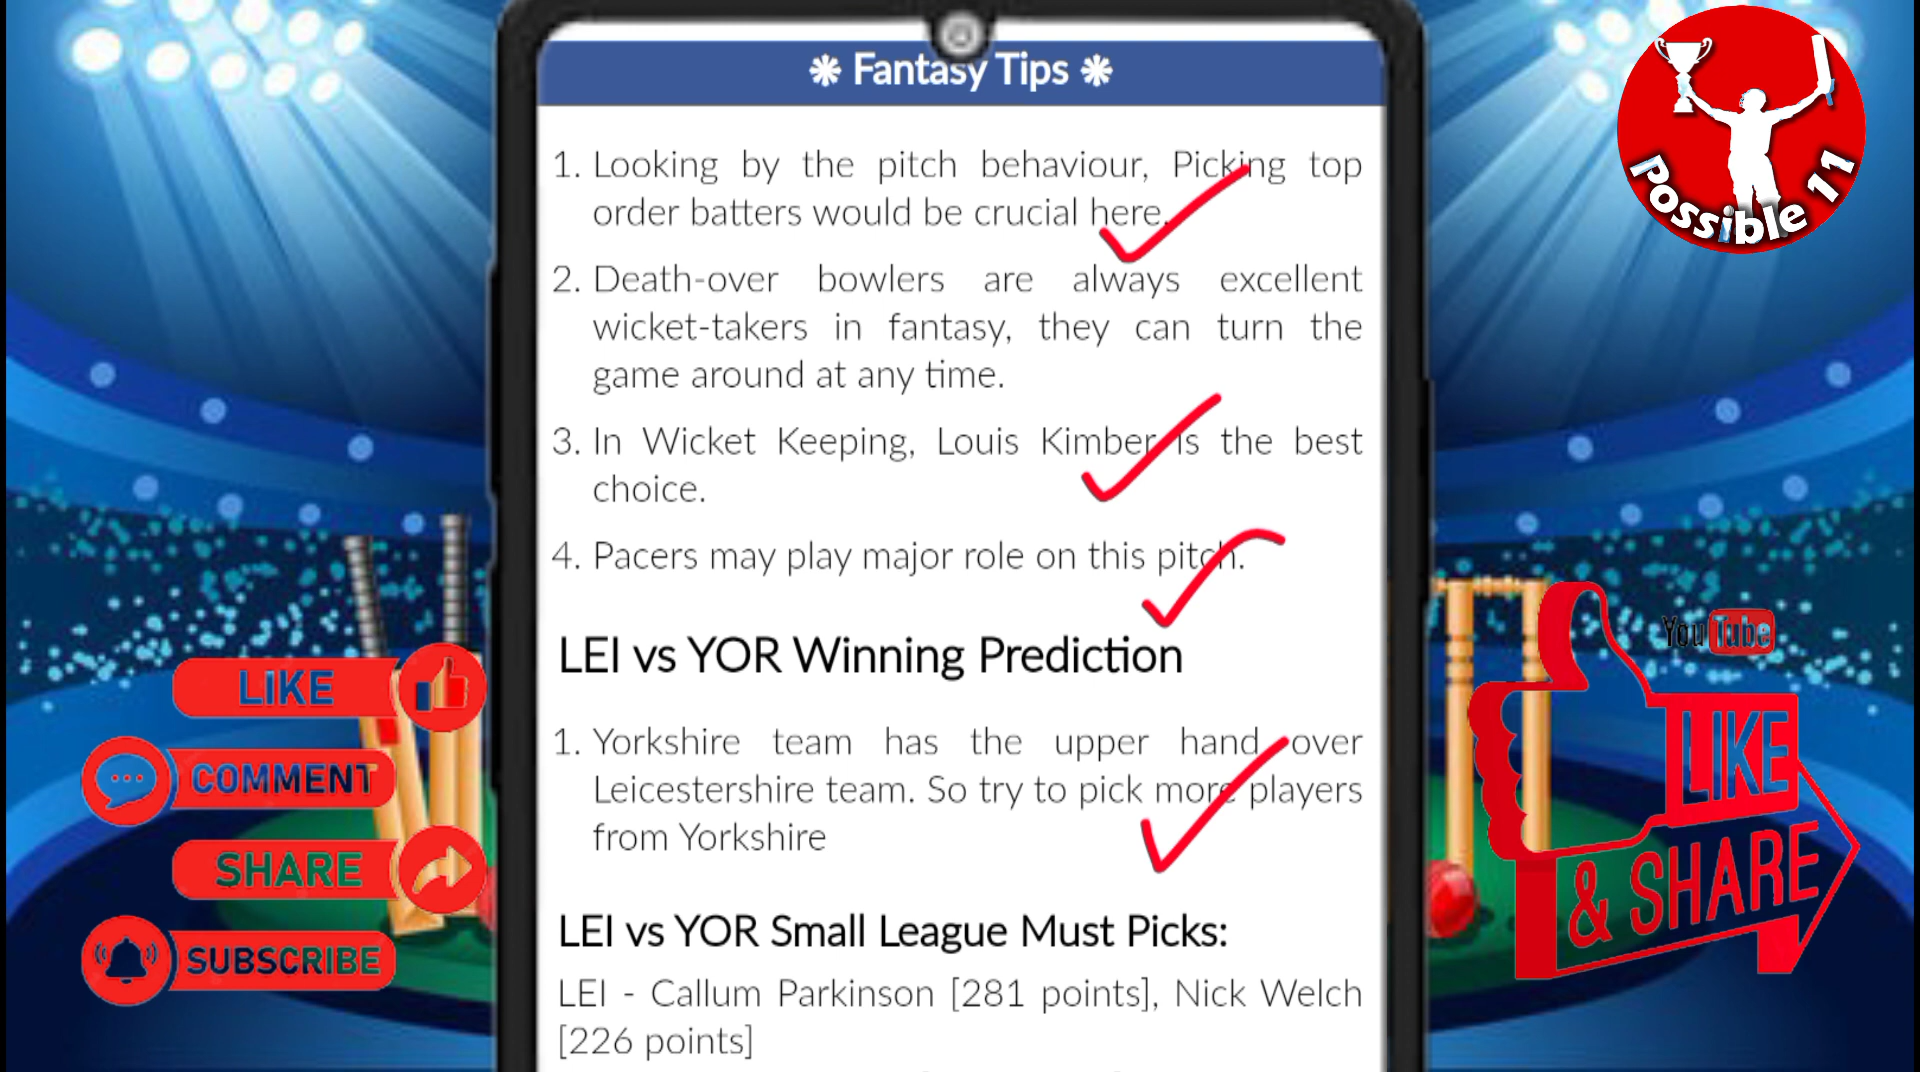 ❋ Fantasy Tips ❋
1. Looking by the pitch behaviour, Picking top
order batters would be crucial here.
2. Death-over bowlers are always excellent
wicket-takers in fantasy, they can turn the
game around at any time.
3. In Wicket Keeping, Louis Kimber is the best
choice.
4. Pacers may play major role on this pitch.
LEI vs YOR Winning Prediction
1. Yorkshire team has the upper hand over
Leicestershire team. So try to pick more players
from Yorkshire
LEI vs YOR Small League Must Picks:
LEI - Callum Parkinson [281 points], Nick Welch
[226 points]
Possible 11
LIKE
COMMENT
SHARE
SUBSCRIBE
YouTube
LIKE
& SHARE